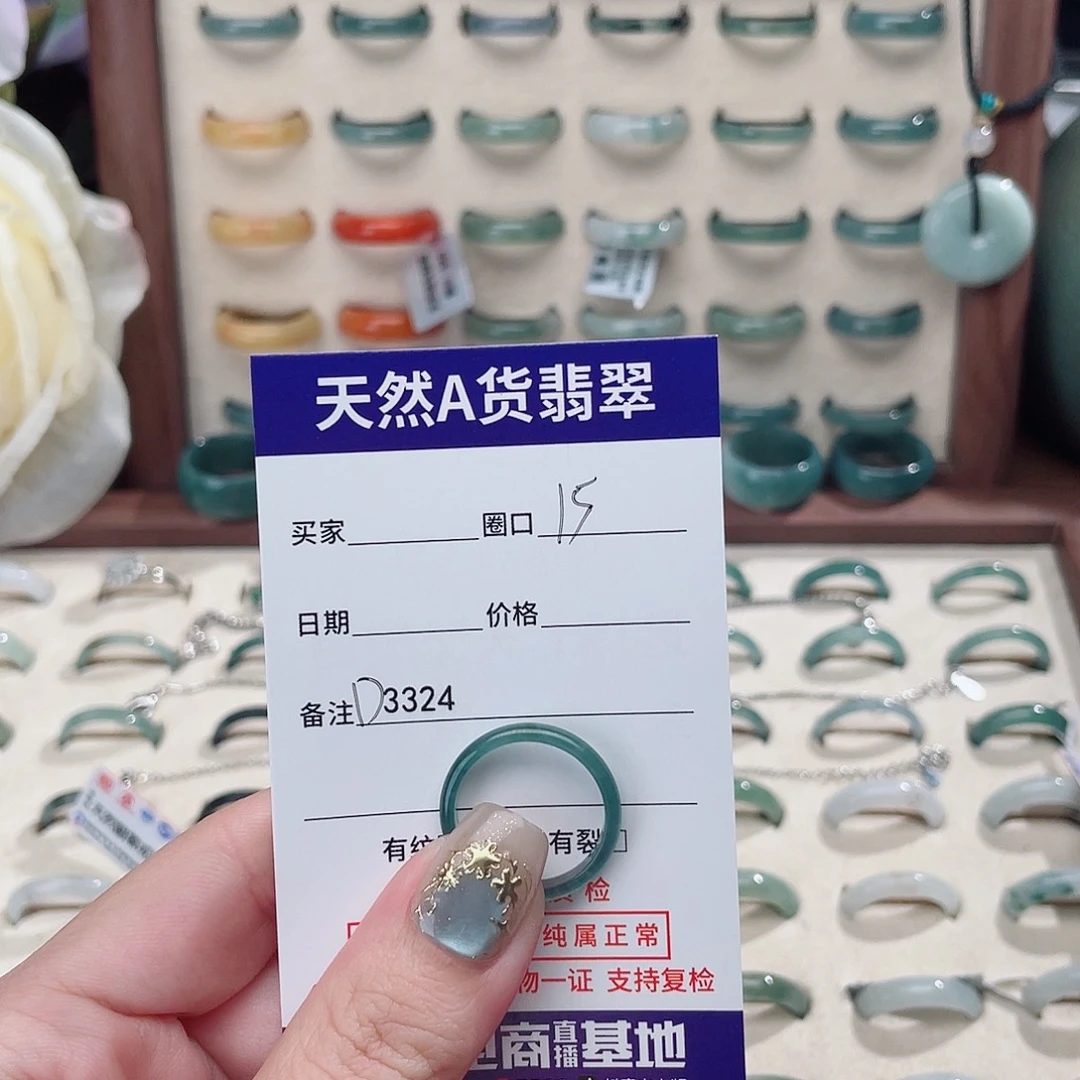 天然A货翡翠
买家 圈口 15
日期 价格
备注 D3324
有纹 有裂□
检
纯属正常
物一证 支持复检
商直播基地